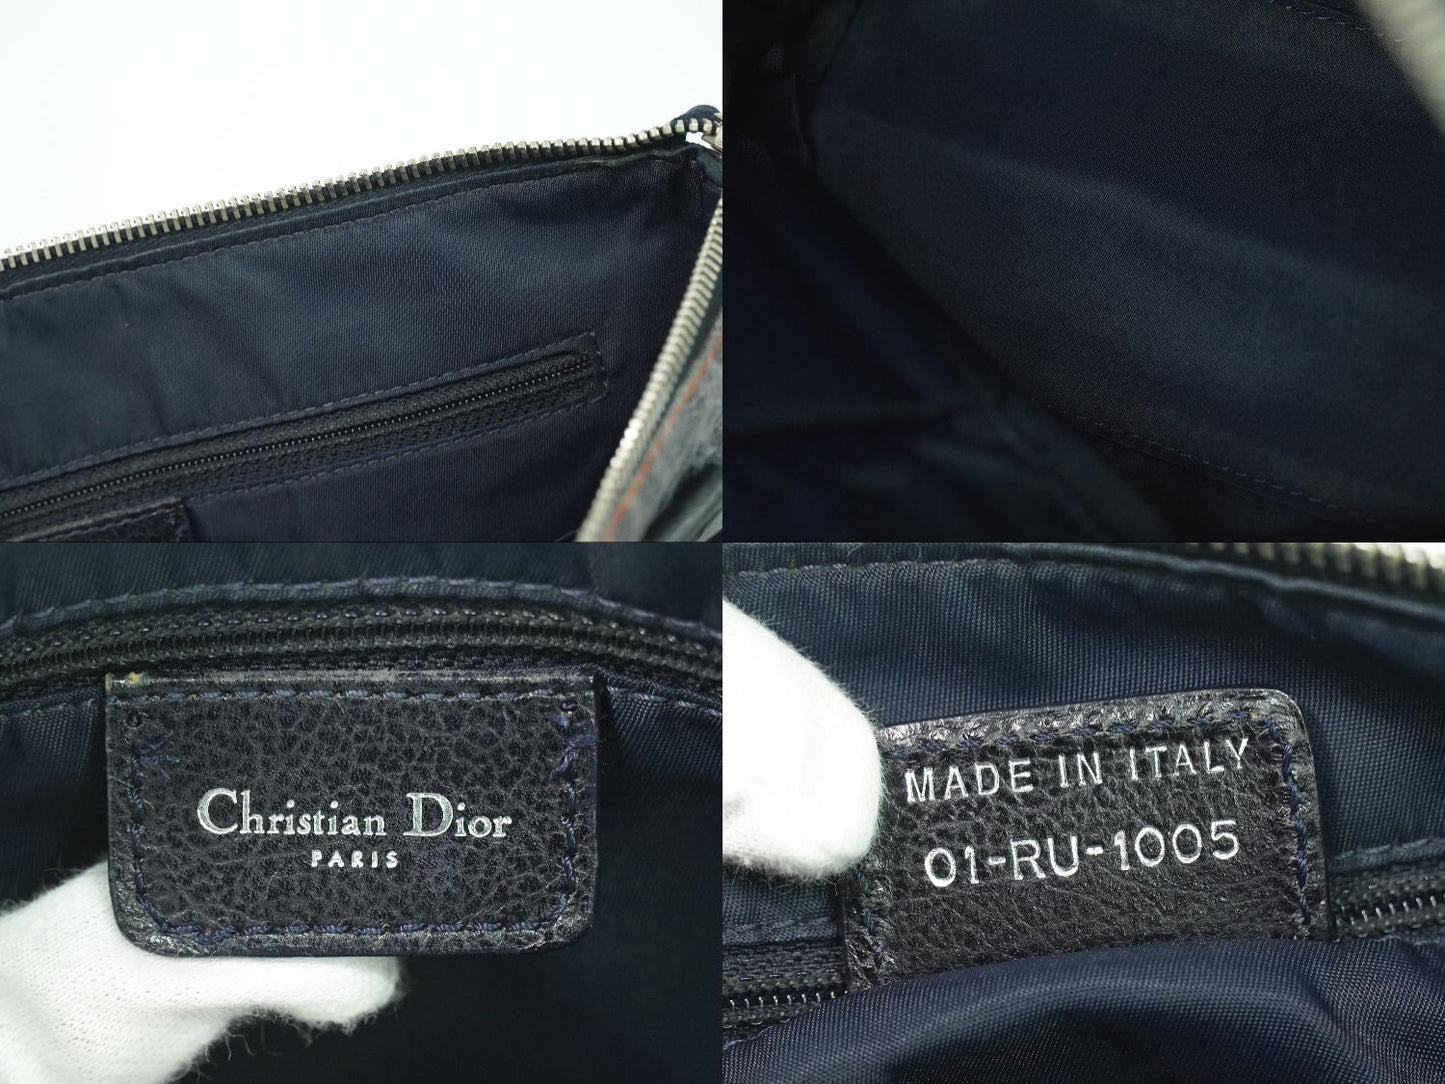 Christian Dior
PARIS
MADE IN ITALY
01-RU-1005